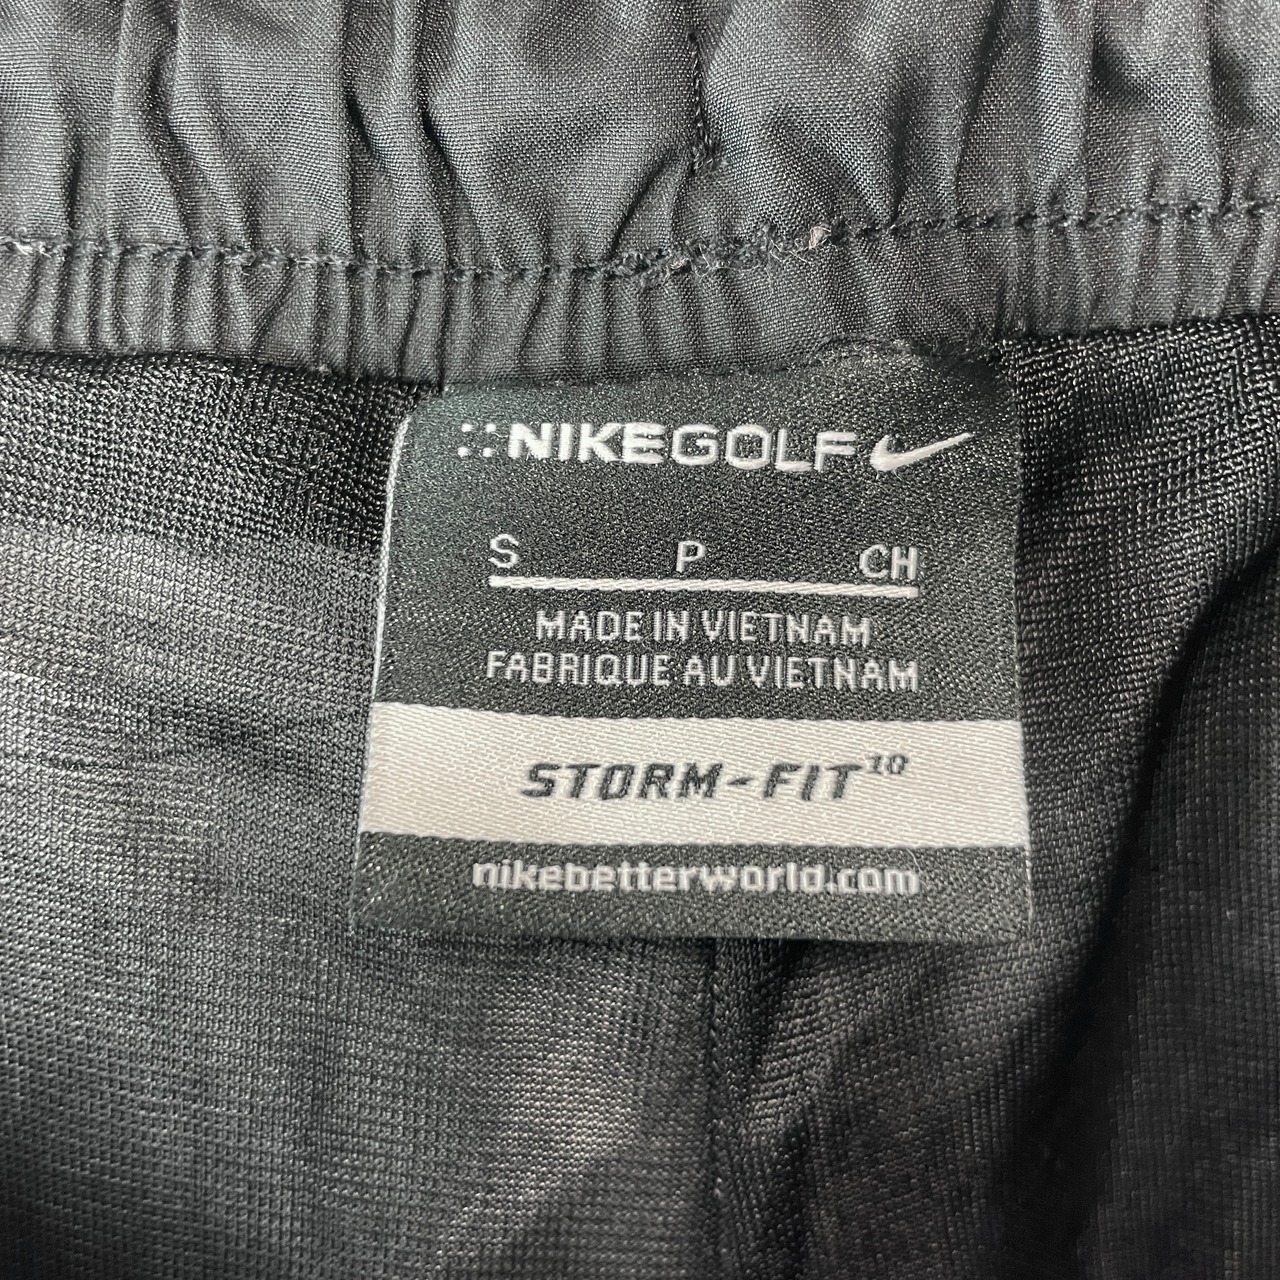 ::NIKEGOLF
S P CH
MADE IN VIETNAM
FABRIQUE AU VIETNAM
STORM-FIT¹⁰
nikebetterworld.com